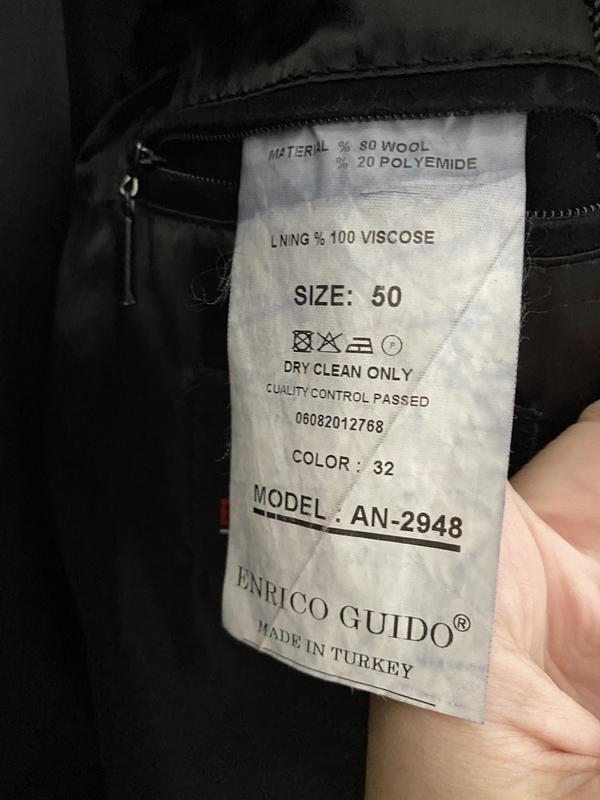 MATERIAL % 80 WOOL
% 20 POLYEMIDE
LINING % 100 VISCOSE
SIZE: 50
P
DRY CLEAN ONLY
QUALITY CONTROL PASSED
06082012768
COLOR : 32
MODEL : AN-2948
ENRICO GUIDO®
MADE IN TURKEY